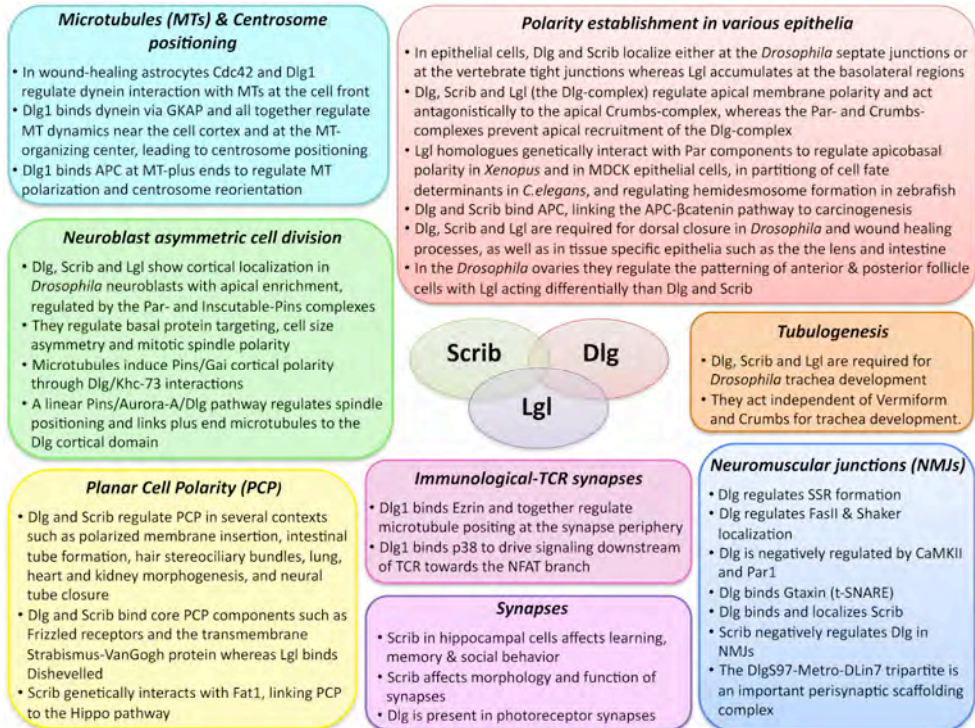 Microtubules (MTs) & Centrosome
positioning
• In wound-healing astrocytes Cdc42 and Dlg1
regulate dynein interaction with MTs at the cell front
• Dlg1 binds dynein via GKAP and all together regulate
MT dynamics near the cell cortex and at the MT-
organizing center, leading to centrosome positioning
• Dlg1 binds APC at MT-plus ends to regulate MT
polarization and centrosome reorientation
Polarity establishment in various epithelia
• In epithelial cells, Dlg and Scrib localize either at the Drosophila septate junctions or
at the vertebrate tight junctions whereas Lgl accumulates at the basolateral regions
• Dlg, Scrib and Lgl (the Dlg-complex) regulate apical membrane polarity and act
antagonistically to the apical Crumbs-complex, whereas the Par- and Crumbs-
complexes prevent apical recruitment of the Dlg-complex
• Lgl homologues genetically interact with Par components to regulate apicobasal
polarity in Xenopus and in MDCK epithelial cells, in partitiong of cell fate
determinants in C.elegans, and regulating hemidesmosome formation in zebrafish
• Dlg and Scrib bind APC, linking the APC-βcatenin pathway to carcinogenesis
• Dlg, Scrib and Lgl are required for dorsal closure in Drosophila and wound healing
processes, as well as in tissue specific epithelia such as the the lens and intestine
• In the Drosophila ovaries they regulate the patterning of anterior & posterior follicle
cells with Lgl acting differentially than Dlg and Scrib
Neuroblast asymmetric cell division
• Dlg, Scrib and Lgl show cortical localization in
Drosophila neuroblasts with apical enrichment,
regulated by the Par- and Inscutable-Pins complexes
• They regulate basal protein targeting, cell size
asymmetry and mitotic spindle polarity
• Microtubules induce Pins/Gai cortical polarity
through Dlg/Khc-73 interactions
• A linear Pins/Aurora-A/Dlg pathway regulates spindle
positioning and links plus end microtubules to the
Dlg cortical domain
Scrib
Dlg
Lgl
Tubulogenesis
• Dlg, Scrib and Lgl are required for
Drosophila trachea development
• They act independent of Vermiform
and Crumbs for trachea development.
Planar Cell Polarity (PCP)
• Dlg and Scrib regulate PCP in several contexts
such as polarized membrane insertion, intestinal
tube formation, hair stereociliary bundles, lung,
heart and kidney morphogenesis, and neural
tube closure
• Dlg and Scrib bind core PCP components such as
Frizzled receptors and the transmembrane
Strabismus-VanGogh protein whereas Lgl binds
Dishevelled
• Scrib genetically interacts with Fat1, linking PCP
to the Hippo pathway
Immunological-TCR synapses
• Dlg1 binds Ezrin and together regulate
microtubule positing at the synapse periphery
• Dlg1 binds p38 to drive signaling downstream
of TCR towards the NFAT branch
Synapses
• Scrib in hippocampal cells affects learning,
memory & social behavior
• Scrib affects morphology and function of
synapses
• Dlg is present in photoreceptor synapses
Neuromuscular junctions (NMJs)
• Dlg regulates SSR formation
• Dlg regulates FasII & Shaker
localization
• Dlg is negatively regulated by CaMKII
and Par1
• Dlg binds Gtaxin (t-SNARE)
• Dlg binds and localizes Scrib
• Scrib negatively regulates Dlg in
NMJs
• The DlgS97-Metro-DLin7 tripartite is
an important perisynaptic scaffolding
complex